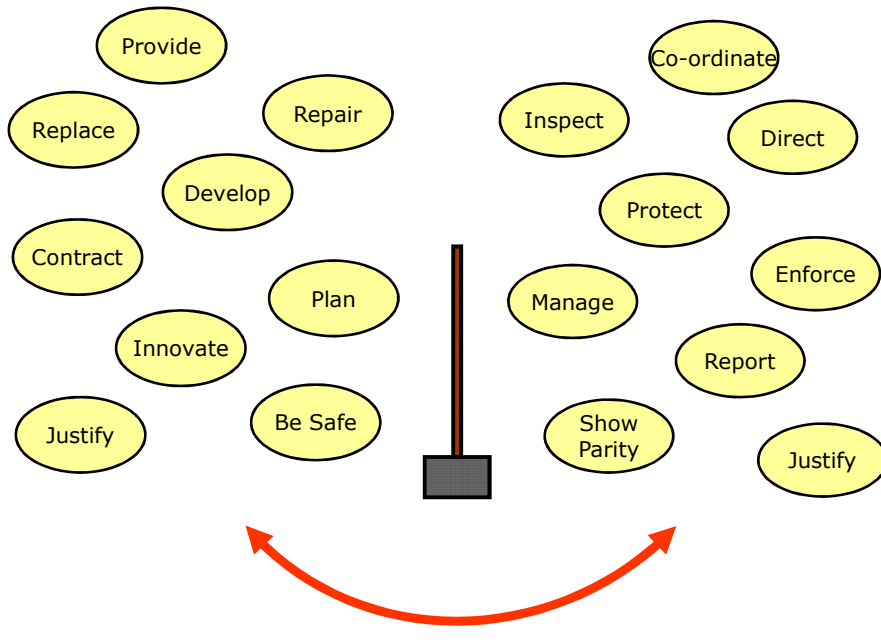 Provide
Replace
Repair
Develop
Contract
Plan
Innovate
Justify
Be Safe
Co-ordinate
Inspect
Direct
Protect
Enforce
Manage
Report
Show
Parity
Justify